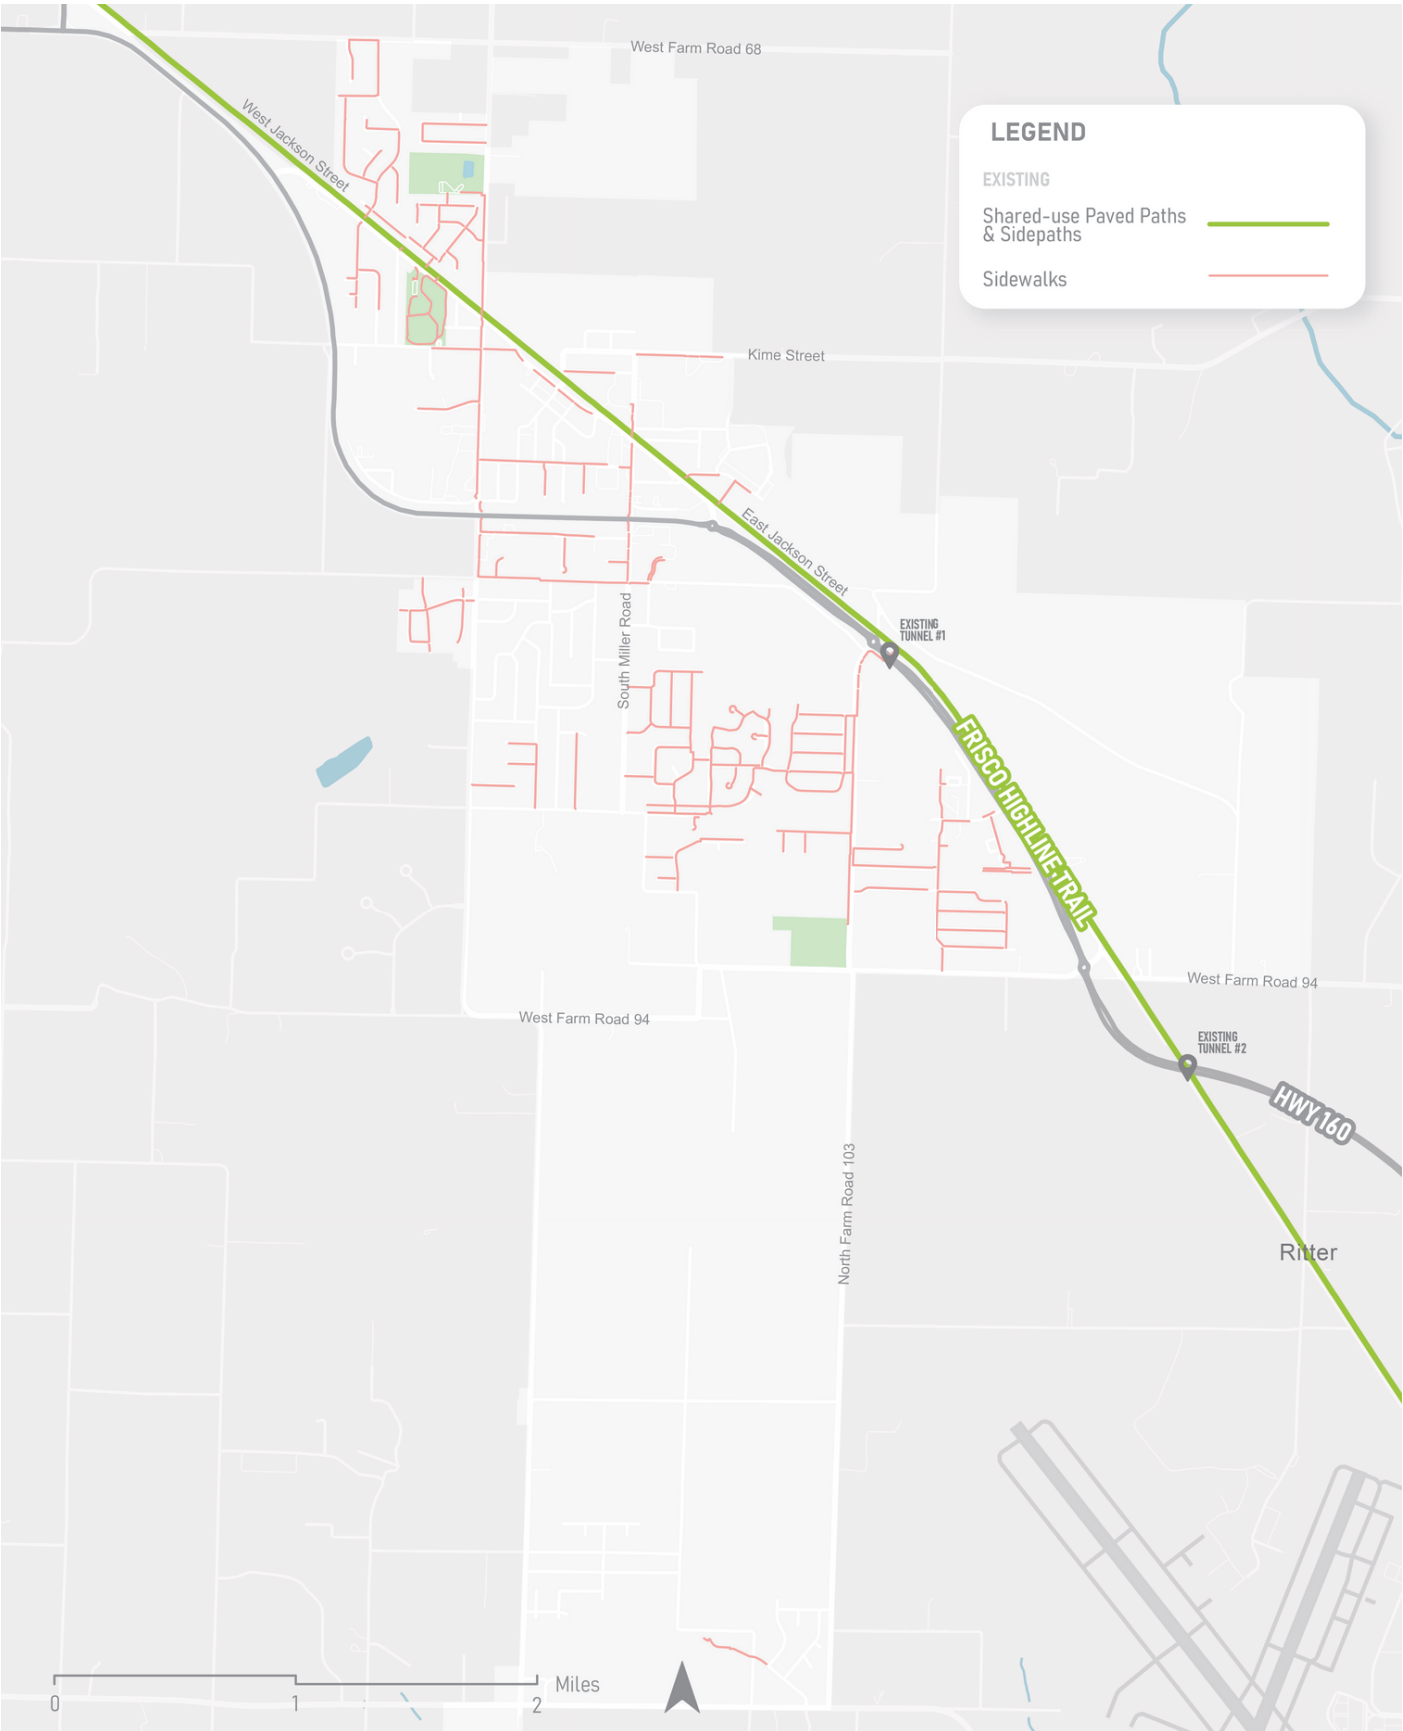 West Farm Road 68
West Jackson Street
LEGEND
EXISTING
Shared-use Paved Paths
& Sidepaths
Sidewalks
Kime Street
East Jackson Street
South Miller Road
EXISTING
TUNNEL #1
FRISCO HIGHLINE TRAIL
West Farm Road 94
West Farm Road 94
EXISTING
TUNNEL #2
HWY 160
North Farm Road 103
Ritter
0
1
2
Miles